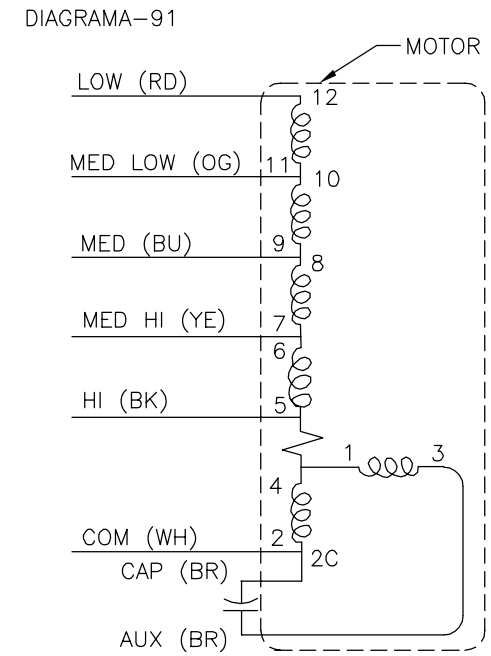 DIAGRAMA-91
MOTOR
LOW (RD)
12
MED LOW (OG)
11
10
MED (BU)
9
8
MED HI (YE)
7
6
HI (BK)
5
1
3
4
COM (WH)
2
2C
CAP (BR)
AUX (BR)